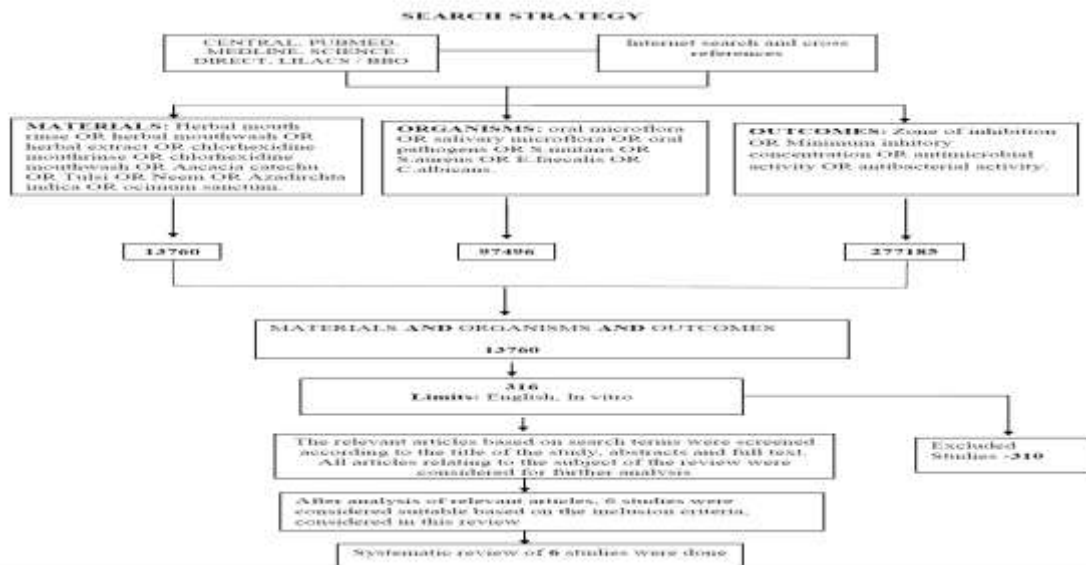 SEARCH STRATEGY
CENTRAL, PUBMED,
MEDLINE, SCIENCE
DIRECT, LILACS / BBO
Internet search and cross
references
MATERIALS: Herbal mouth
rinse OR herbal mouthwash OR
herbal extract OR chlorhexidine
mouthrinse OR chlorhexidine
mouthwash OR Aacacia catechu
OR Tulsi OR Neem OR Azadirchta
indica OR ocimum sanctum.
ORGANISMS: oral microflora
OR salivary microflora OR oral
pathogens OR S.mutans OR
S.aureus OR E.faecalis OR
C.albicans.
OUTCOMES: Zone of inhibition
OR Minimum inhitory
concentration OR antimicrobial
activity OR antibacterial activity.
13760
97496
277185
MATERIALS AND ORGANISMS AND OUTCOMES
13760
316
Limits: English, In vitro
Excluded
Studies -310
The relevant articles based on search terms were screened
according to the title of the study, abstracts and full text.
All articles relating to the subject of the review were
considered for further analysis
After analysis of relevant articles, 6 studies were
considered suitable based on the inclusion criteria,
considered in this review
Systematic review of 6 studies were done